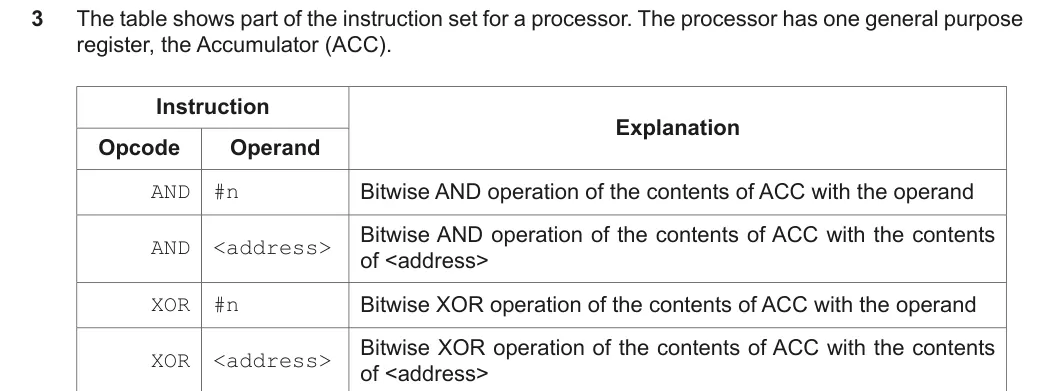 3 The table shows part of the instruction set for a processor. The processor has one general purpose
register, the Accumulator (ACC).
Instruction
Explanation
Opcode Operand
AND #n Bitwise AND operation of the contents of ACC with the operand
AND <address> Bitwise AND operation of the contents of ACC with the contents
of <address>
XOR #n Bitwise XOR operation of the contents of ACC with the operand
XOR <address> Bitwise XOR operation of the contents of ACC with the contents
of <address>